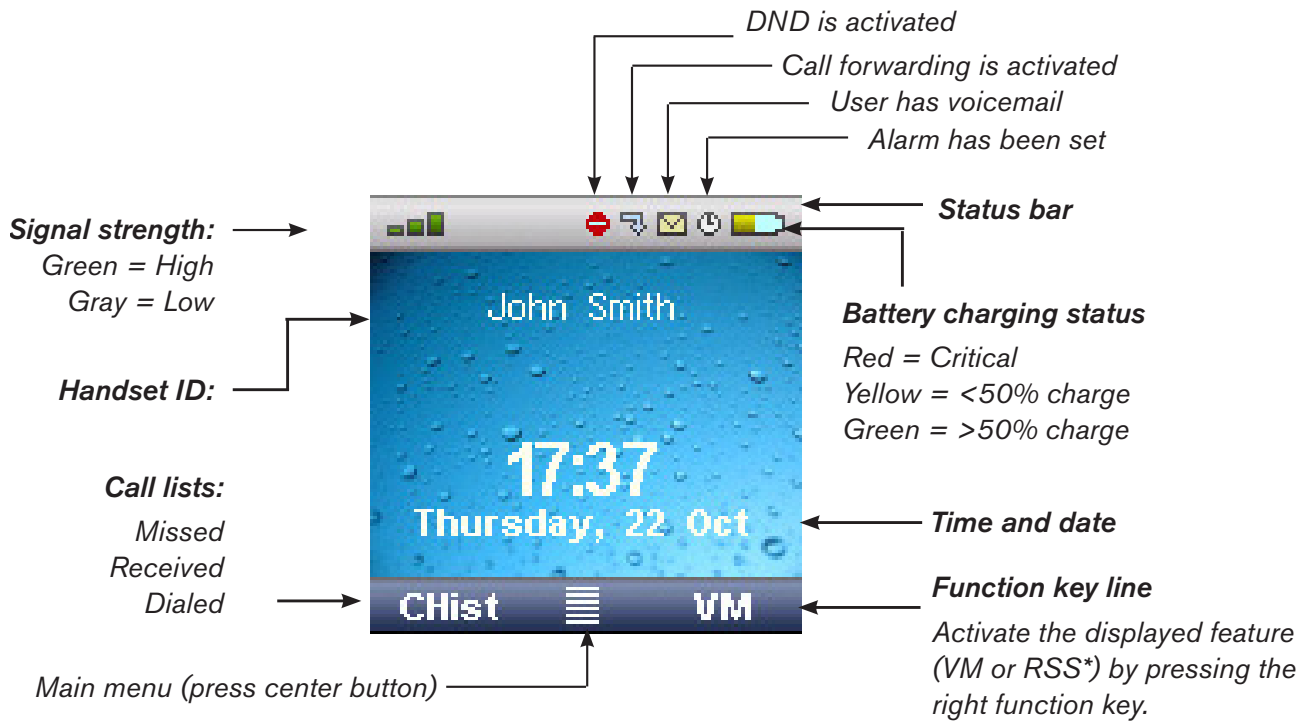 DND is activated
Call forwarding is activated
User has voicemail
Alarm has been set
Status bar
Signal strength:
Green = High
Gray = Low
John Smith
Battery charging status
Red = Critical
Yellow = <50% charge
Green = >50% charge
Handset ID:
17:37
Thursday, 22 Oct
Call lists:
Missed
Received
Dialed
Time and date
CHist
VM
Function key line
Activate the displayed feature
(VM or RSS*) by pressing the
right function key.
Main menu (press center button)